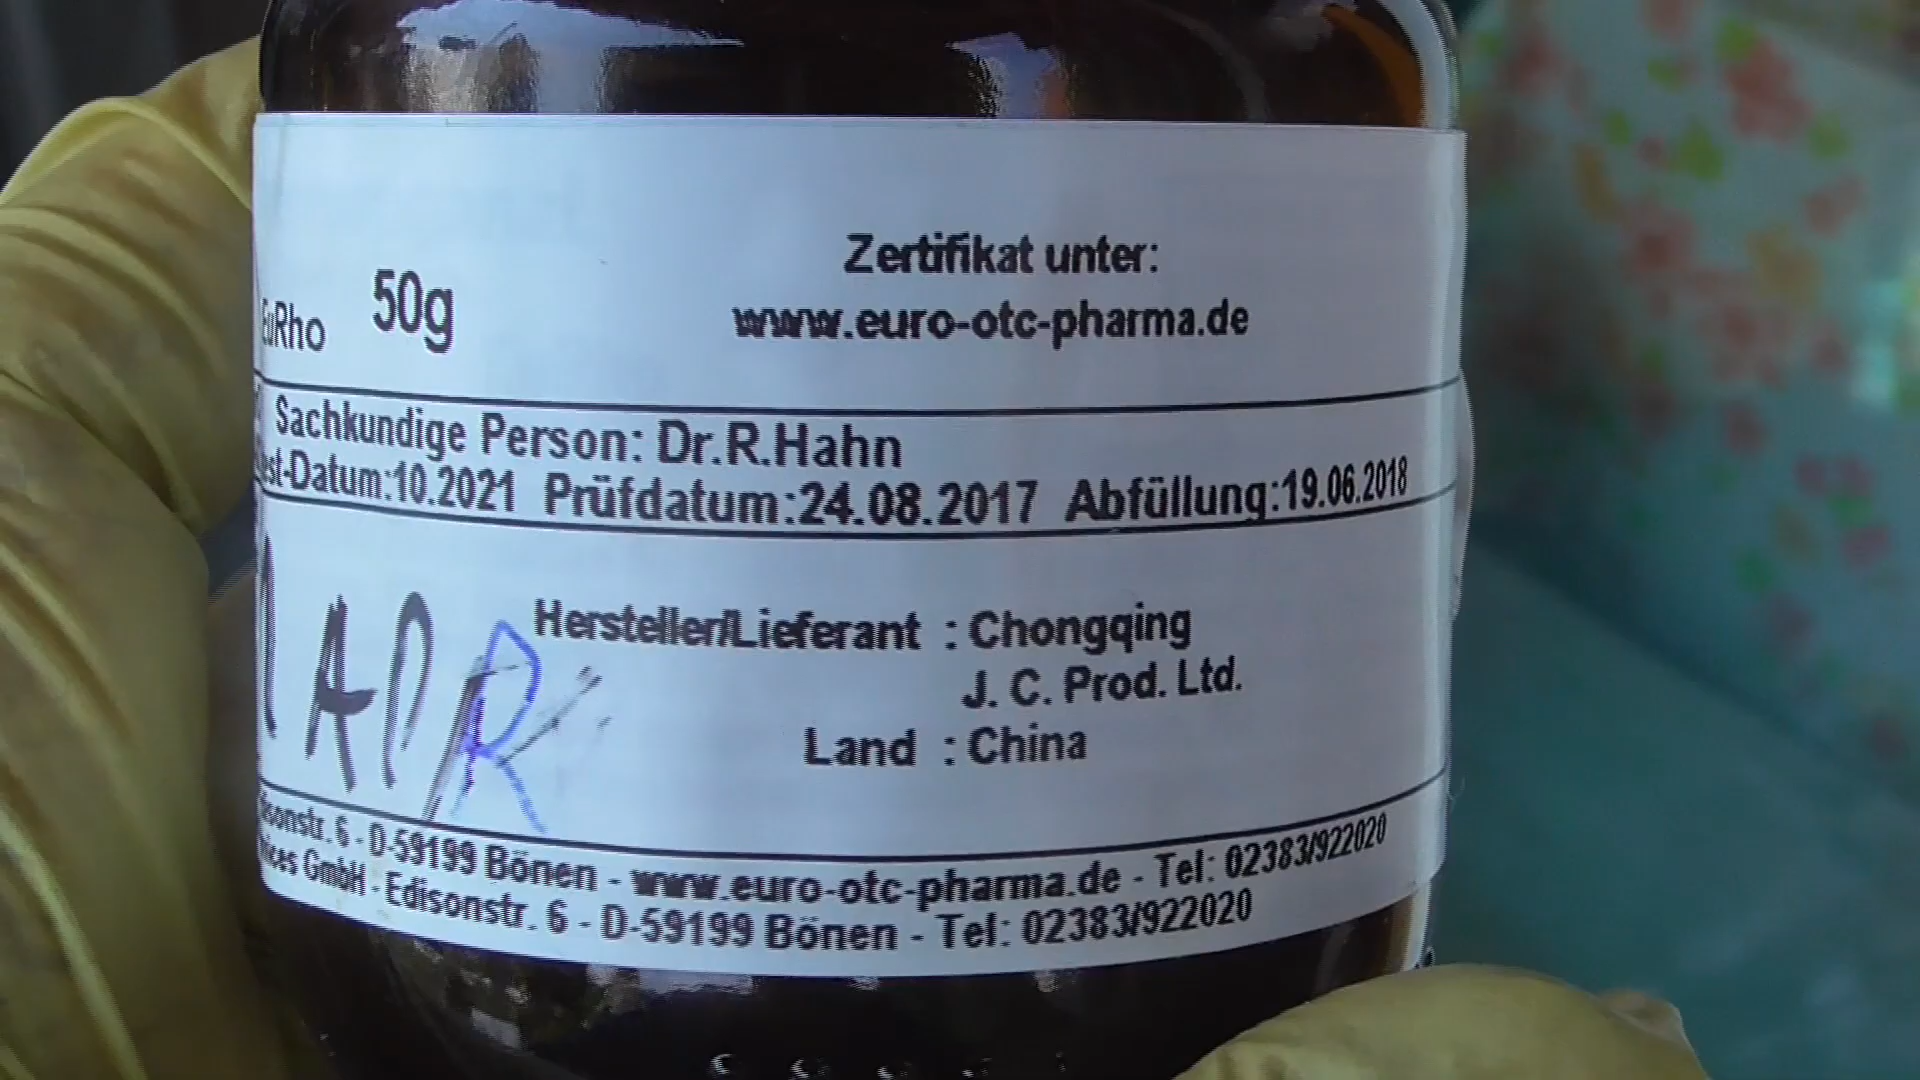 Zertifikat unter:
EuRho 50g www.euro-otc-pharma.de
Sachkundige Person: Dr.R.Hahn
-Datum:10.2021 Prüfdatum:24.08.2017 Abfüllung:19.06.2018
Hersteller/Lieferant : Chongqing
J. C. Prod. Ltd.
Land : China
6 - D-59199 Bönen - www.euro-otc-pharma.de - Tel: 02383/922020
GmbH - Edisonstr. 6 - D-59199 Bönen - Tel: 02383/922020